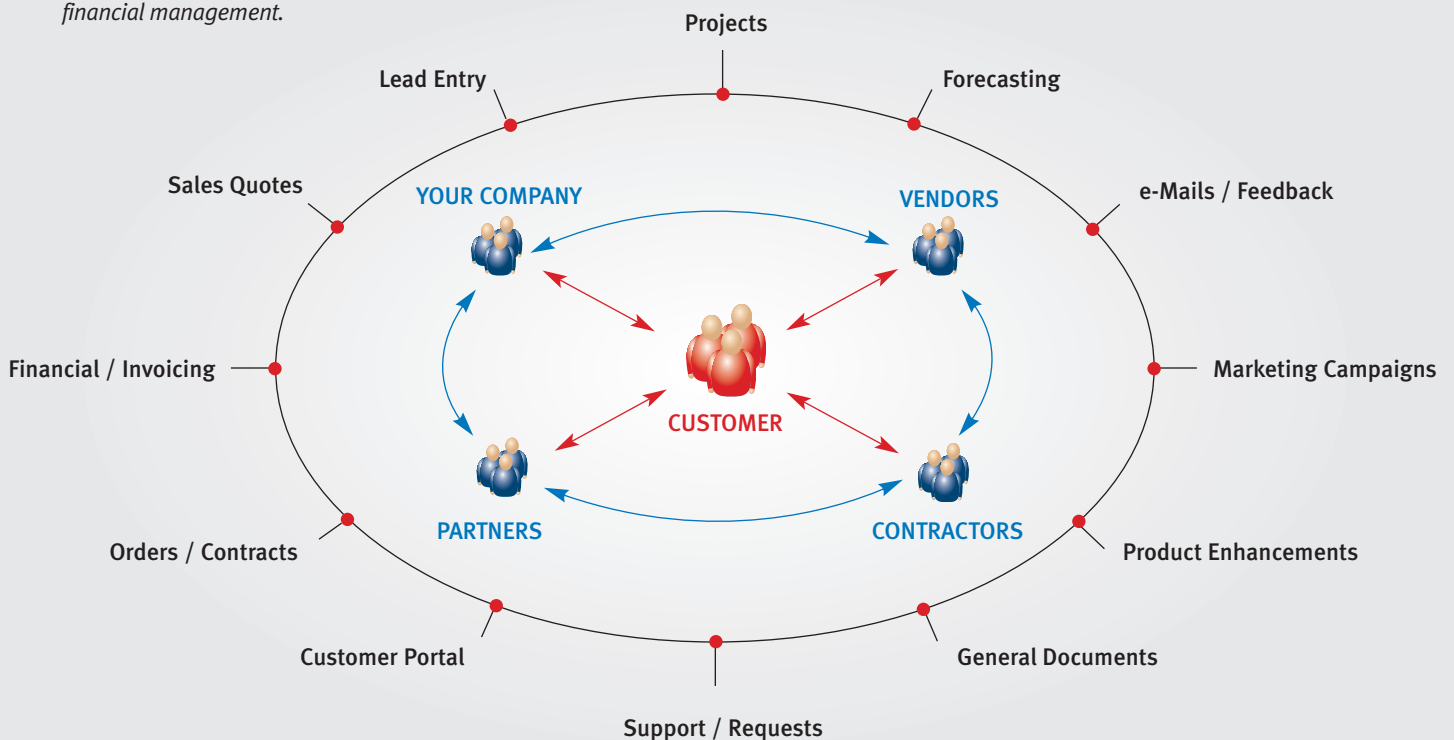 financial management.
Projects
Lead Entry
Forecasting
Sales Quotes
e-Mails / Feedback
YOUR COMPANY
VENDORS
Financial / Invoicing
Marketing Campaigns
CUSTOMER
PARTNERS
CONTRACTORS
Orders / Contracts
Product Enhancements
Customer Portal
General Documents
Support / Requests